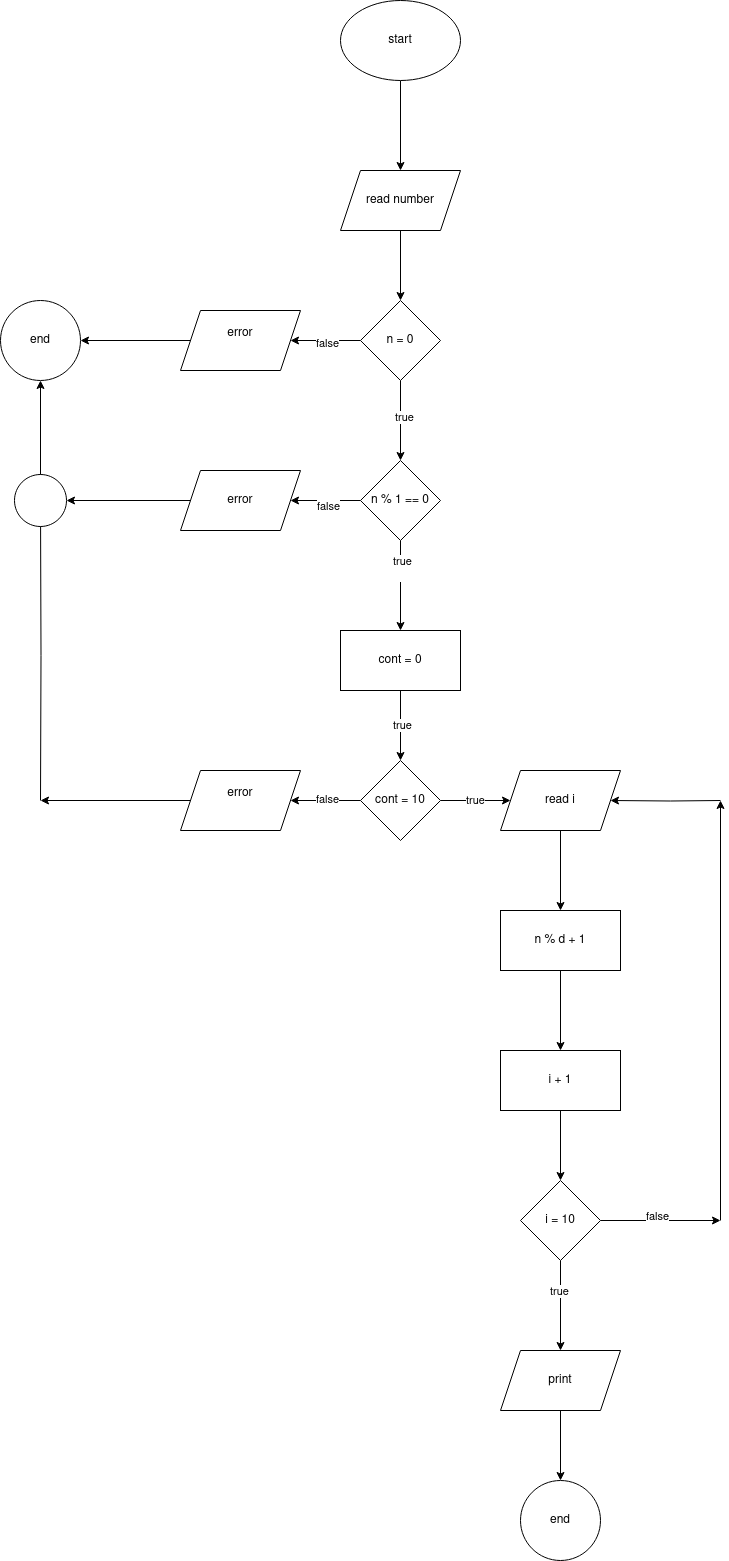 start
read number
end
error
false
n = 0
true
error
false
n % 1 == 0
true
cont = 0
true
error
false
cont = 10
true
read i
n % d + 1
i + 1
i = 10
false
true
print
end